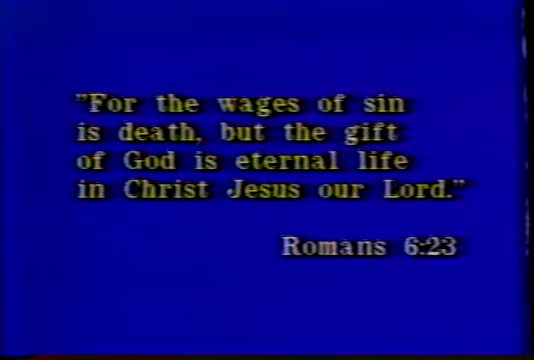 "For the wages of sin
is death, but the gift
of God is eternal life
in Christ Jesus our Lord."
Romans 6:23